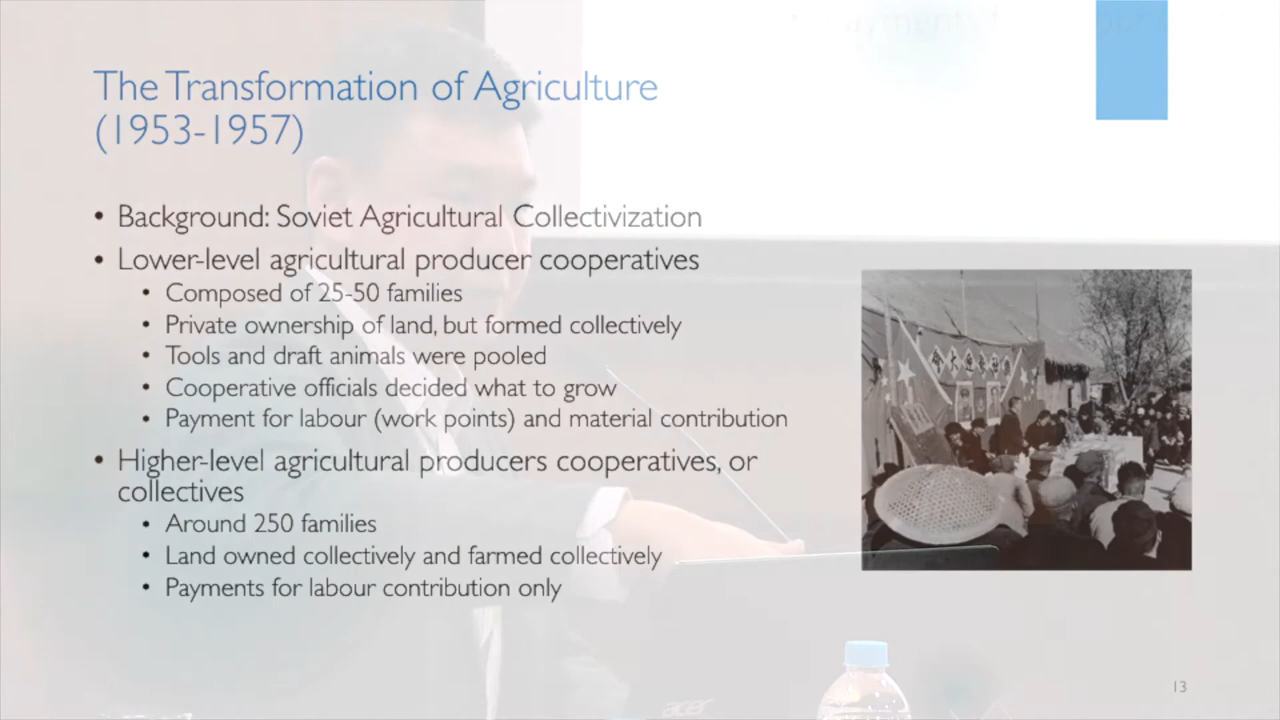 The Transformation of Agriculture
(1953-1957)
• Background: Soviet Agricultural Collectivization
• Lower-level agricultural producer cooperatives
• Composed of 25-50 families
• Private ownership of land, but formed collectively
• Tools and draft animals were pooled
• Cooperative officials decided what to grow
• Payment for labour (work points) and material contribution
• Higher-level agricultural producers cooperatives, or
collectives
• Around 250 families
• Land owned collectively and farmed collectively
• Payments for labour contribution only
acer
13